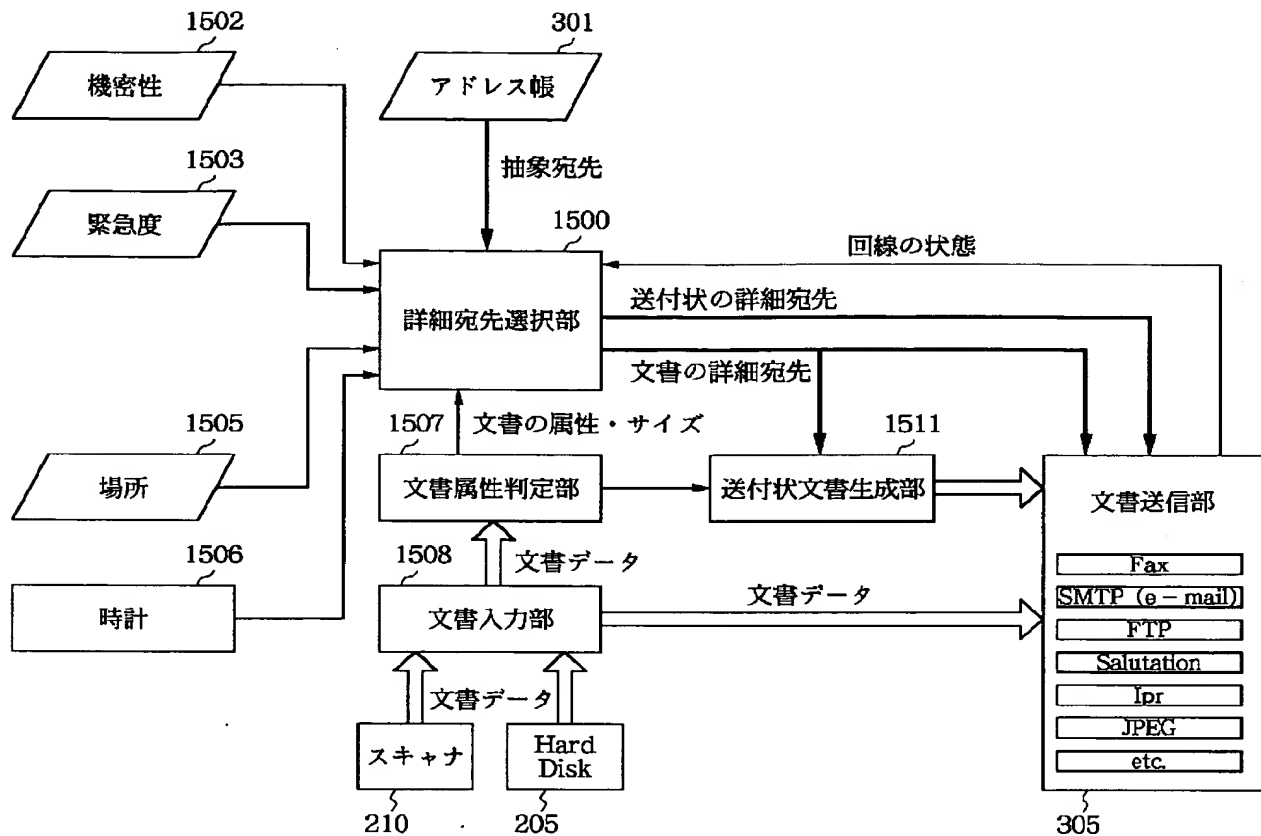 1502
機密性
301
アドレス帳
抽象宛先
1503
緊急度
1500
詳細宛先選択部
回線の状態
送付状の詳細宛先
文書の詳細宛先
文書の属性・サイズ
1505
場所
1507
文書属性判定部
1511
送付状文書生成部
文書送信部
1506
時計
1508
文書データ
文書入力部
文書データ
Fax
SMTP (e-mail)
FTP
Salutation
lpr
JPEG
etc.
文書データ
スキャナ
Hard
Disk
210
205
305